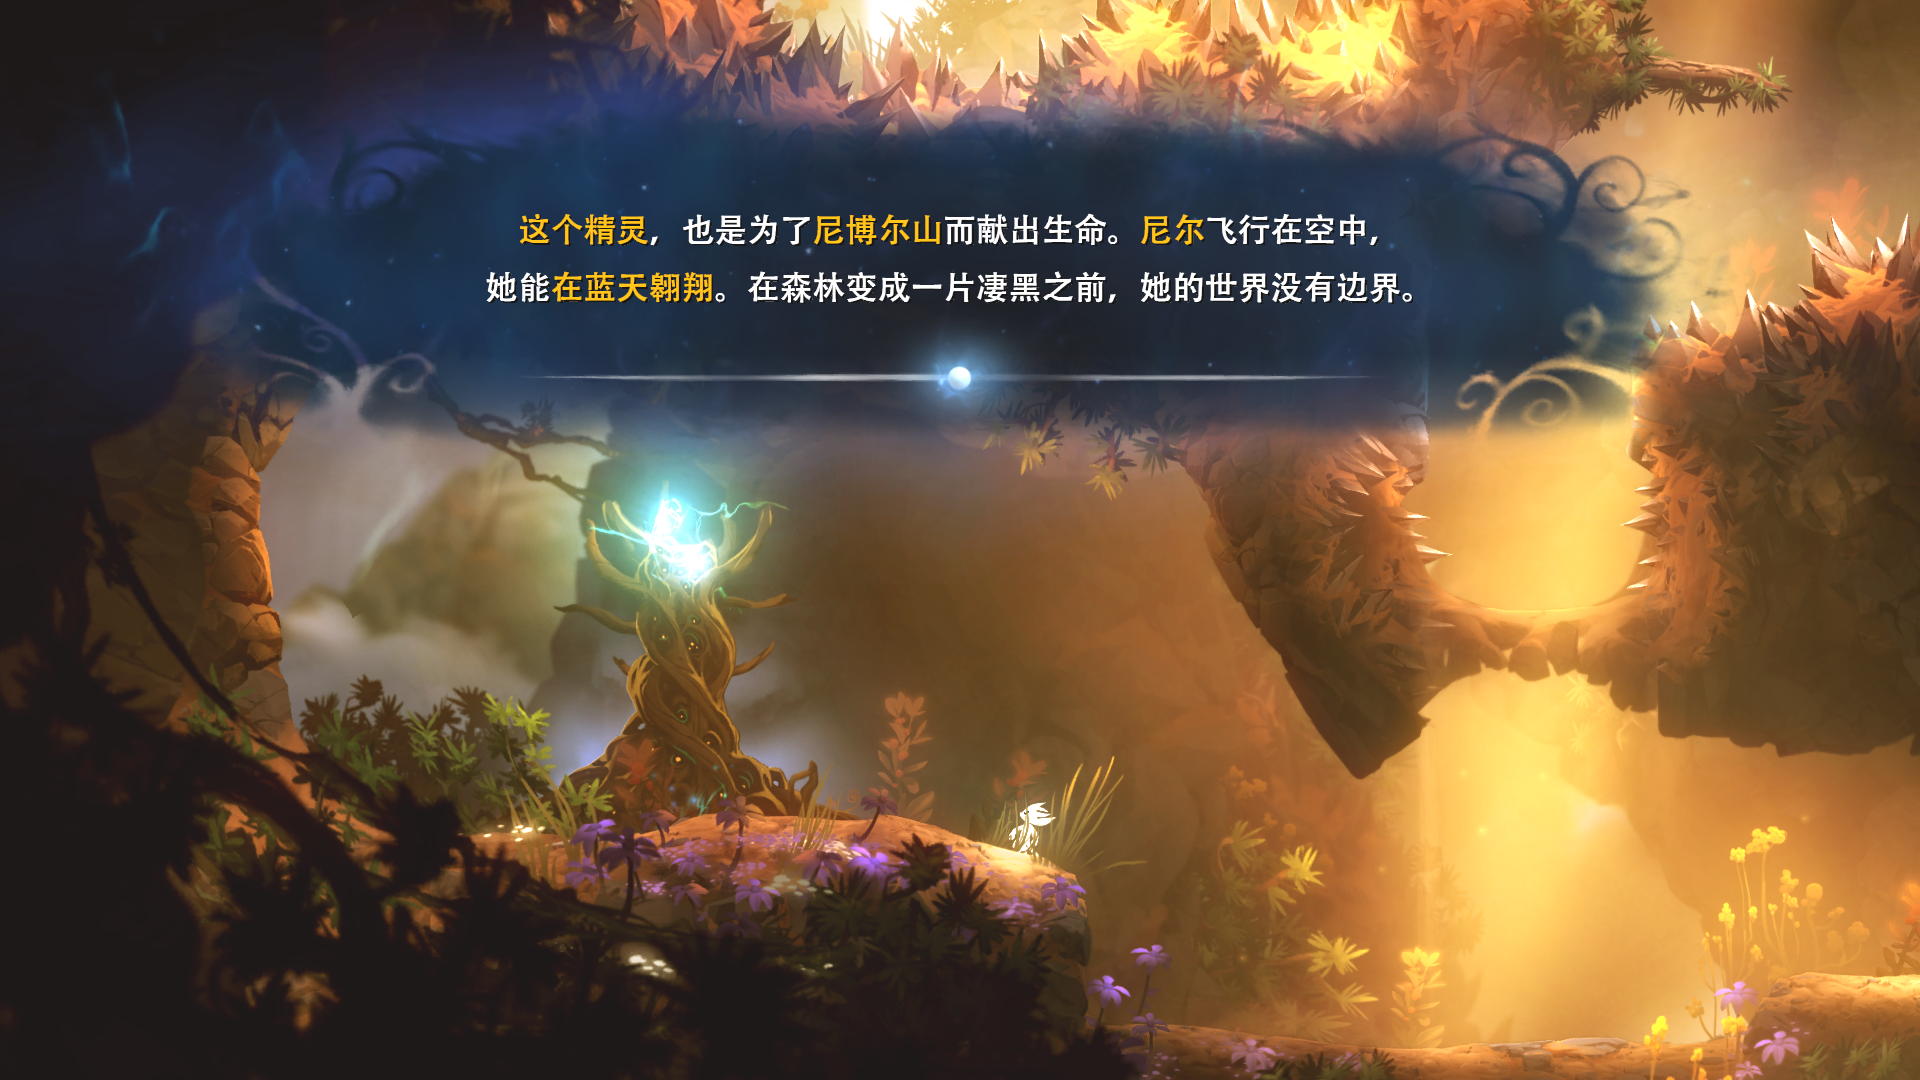 这个精灵，也是为了尼博尔山而献出生命。尼尔飞行在空中，
她能在蓝天翱翔。在森林变成一片凄黑之前，她的世界没有边界。